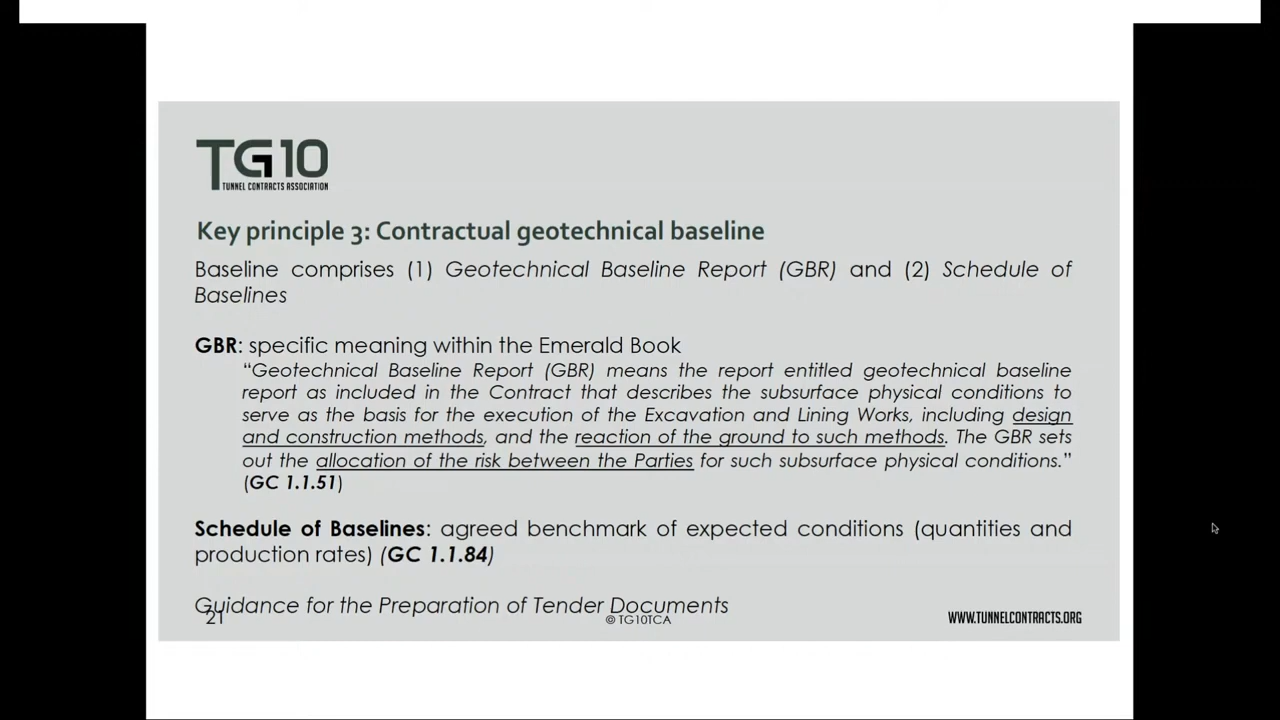 TG10
TUNNEL CONTRACTS ASSOCIATION
Key principle 3: Contractual geotechnical baseline
Baseline comprises (1) Geotechnical Baseline Report (GBR) and (2) Schedule of
Baselines
GBR: specific meaning within the Emerald Book
“Geotechnical Baseline Report (GBR) means the report entitled geotechnical baseline
report as included in the Contract that describes the subsurface physical conditions to
serve as the basis for the execution of the Excavation and Lining Works, including design
and construction methods, and the reaction of the ground to such methods. The GBR sets
out the allocation of the risk between the Parties for such subsurface physical conditions.”
(GC 1.1.51)
Schedule of Baselines: agreed benchmark of expected conditions (quantities and
production rates) (GC 1.1.84)
Guidance for the Preparation of Tender Documents
21
© TG10TCA
WWW.TUNNELCONTRACTS.ORG